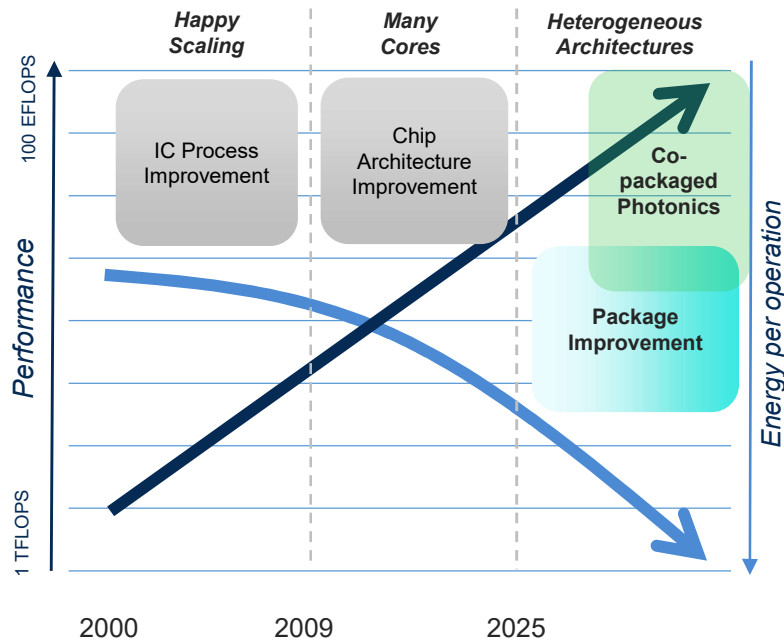 Happy
Scaling
Many
Cores
Heterogeneous
Architectures
100 EFLOPS
IC Process
Improvement
Chip
Architecture
Improvement
Co-
packaged
Photonics
Package
Improvement
Performance
Energy per operation
1 TFLOPS
2000
2009
2025